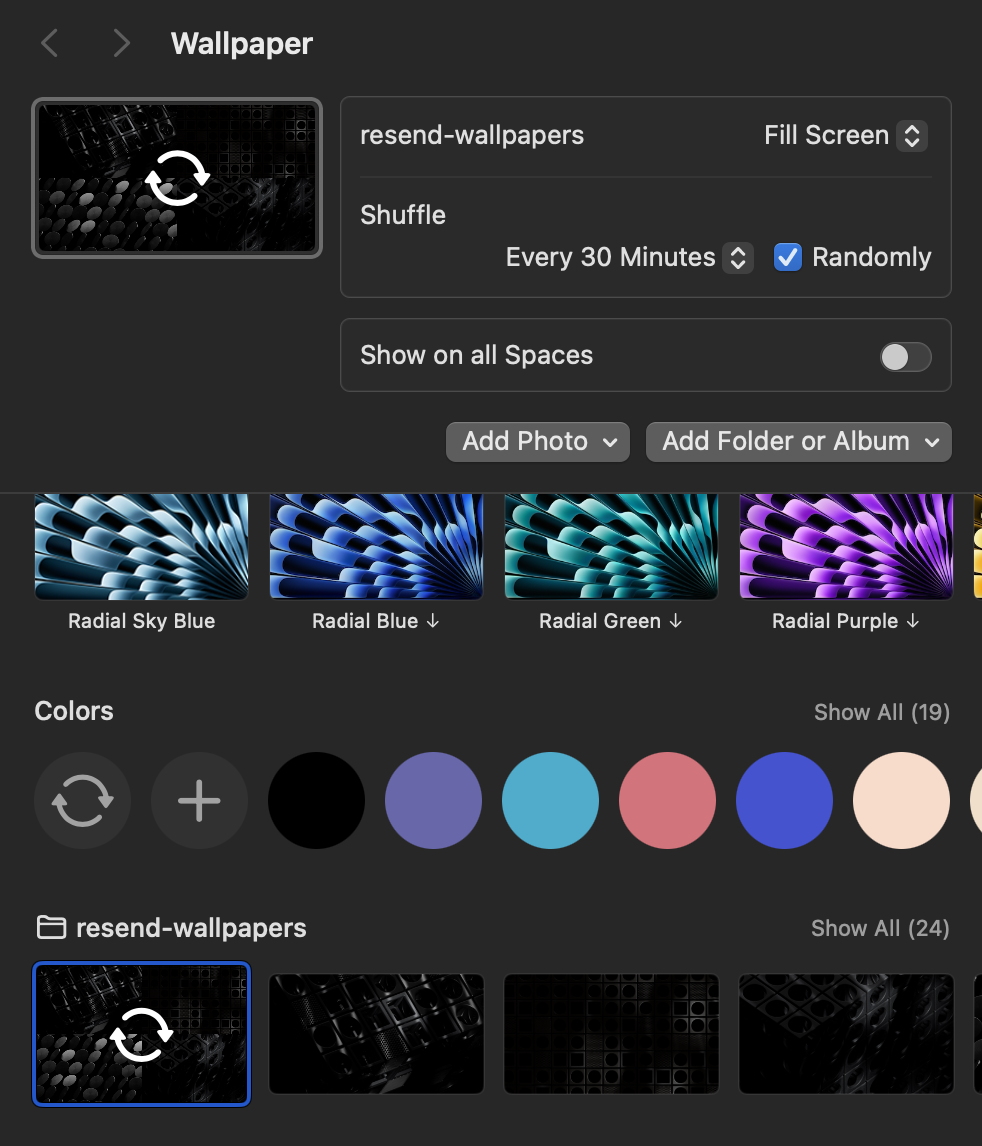 Wallpaper
resend-wallpapers
Fill Screen
Shuffle
Every 30 Minutes
Randomly
Show on all Spaces
Add Photo
Add Folder or Album
Radial Sky Blue
Radial Blue ↓
Radial Green ↓
Radial Purple ↓
Colors
Show All (19)
resend-wallpapers
Show All (24)